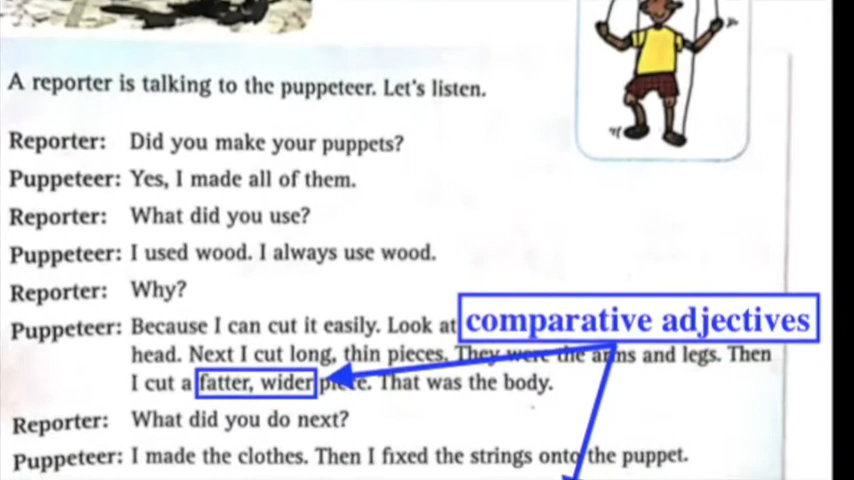 A reporter is talking to the puppeteer. Let's listen.
Reporter: Did you make your puppets?
Puppeteer: Yes, I made all of them.
Reporter: What did you use?
Puppeteer: I used wood. I always use wood.
Reporter: Why?
Puppeteer: Because I can cut it easily. Look at
comparative adjectives
head. Next I cut long, thin pieces. They were the arms and legs. Then
I cut a fatter, wider piece. That was the body.
Reporter: What did you do next?
Puppeteer: I made the clothes. Then I fixed the strings onto the puppet.